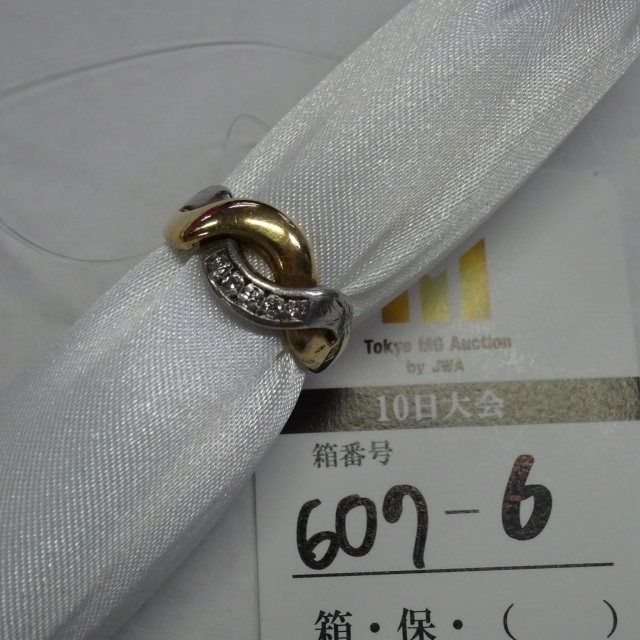 Tokyo MG Auction
by JWA
10日大会
箱番号
607-6
箱・保・(　　)